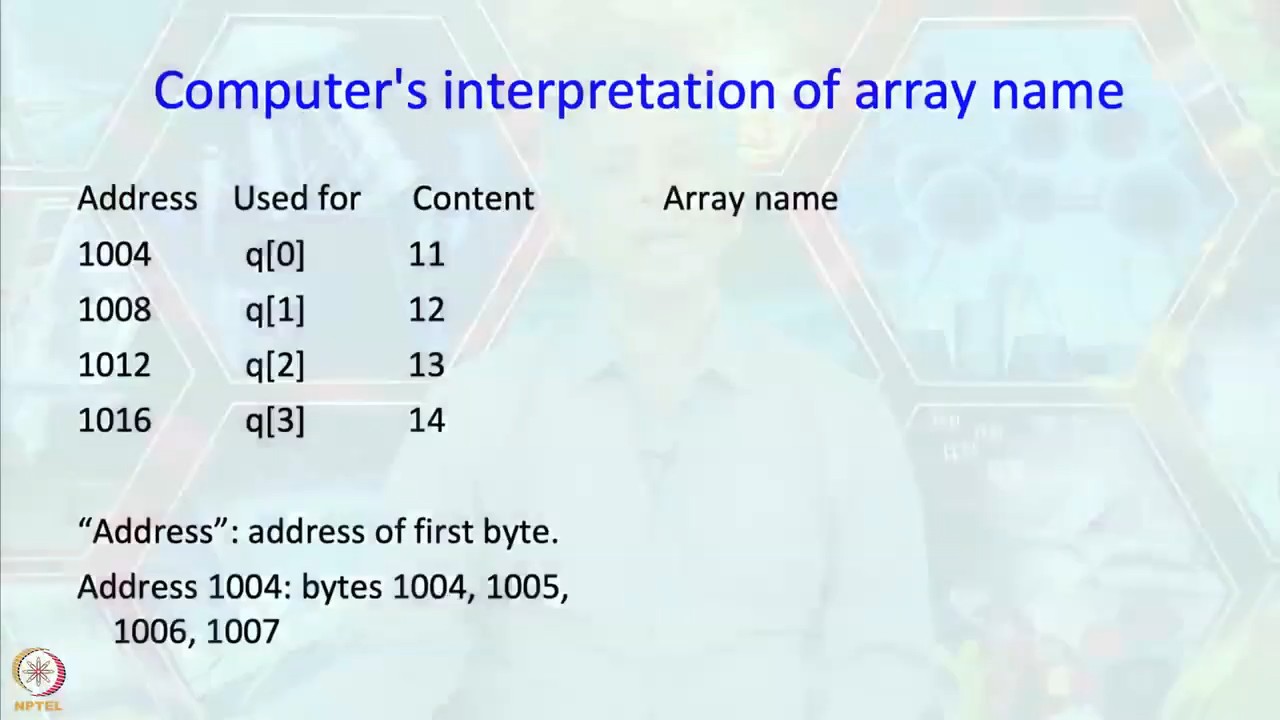 Computer's interpretation of array name
Address Used for Content Array name
1004 q[0] 11
1008 q[1] 12
1012 q[2] 13
1016 q[3] 14
“Address”: address of first byte.
Address 1004: bytes 1004, 1005,
1006, 1007
NPTEL